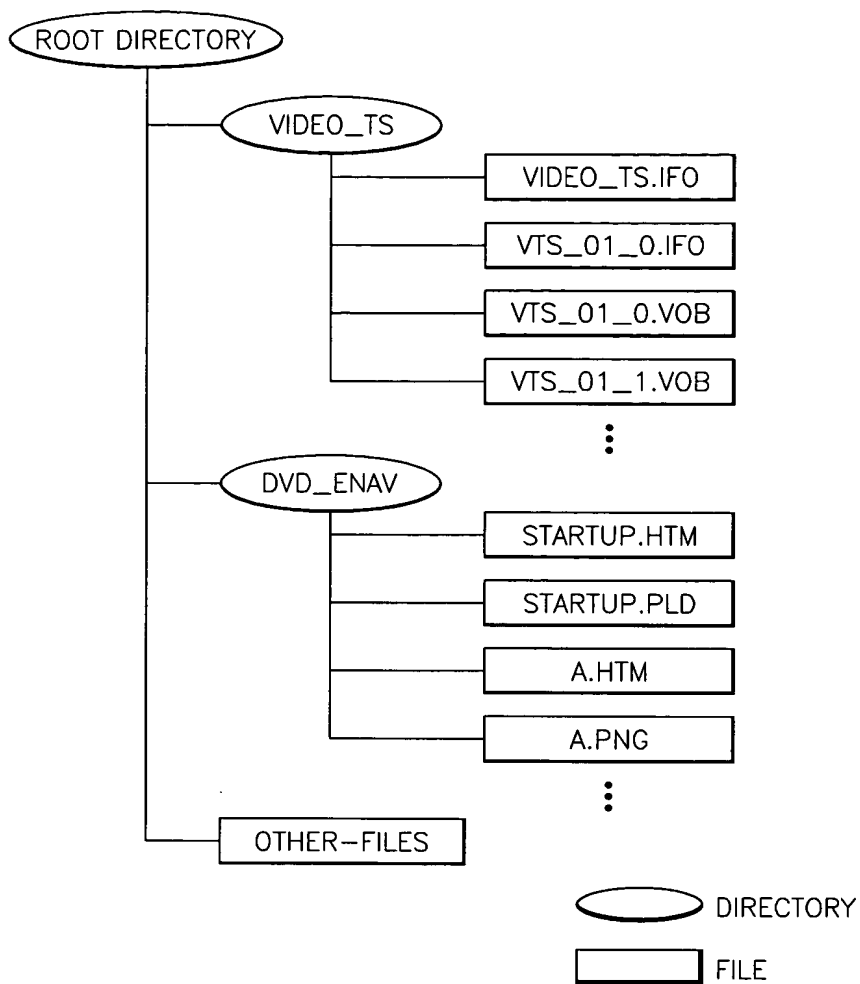 ROOT DIRECTORY
VIDEO_TS
VIDEO_TS.IFO
VTS_01_0.IFO
VTS_01_0.VOB
VTS_01_1.VOB
DVD_ENAV
STARTUP.HTM
STARTUP.PLD
A.HTM
A.PNG
OTHER-FILES
DIRECTORY
FILE